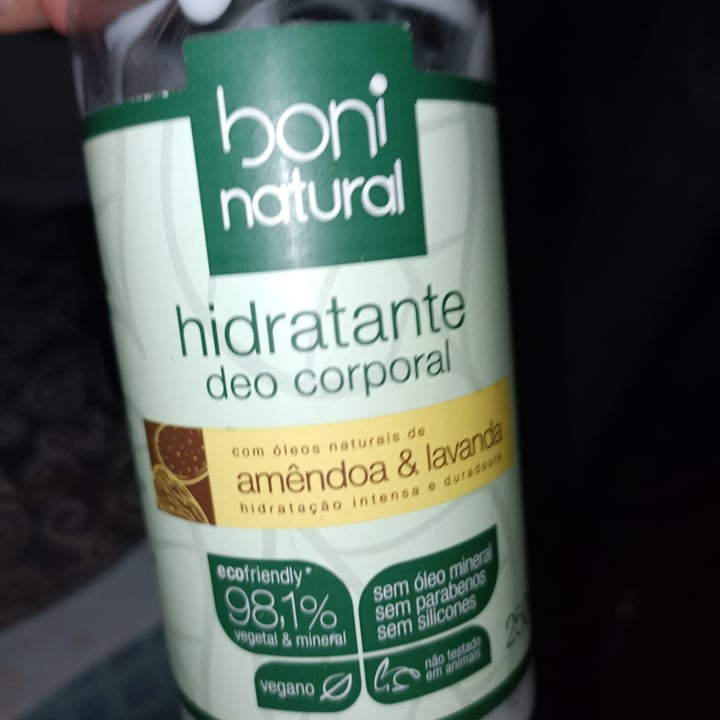 boni
natural
hidratante
deo corporal
com óleos naturais de
amêndoa & lavanda
hidratação intensa e duradoura
ecofriendly*
98,1%
vegetal & mineral
sem óleo mineral
sem parabenos
sem silicones
vegano
não testado
em animais